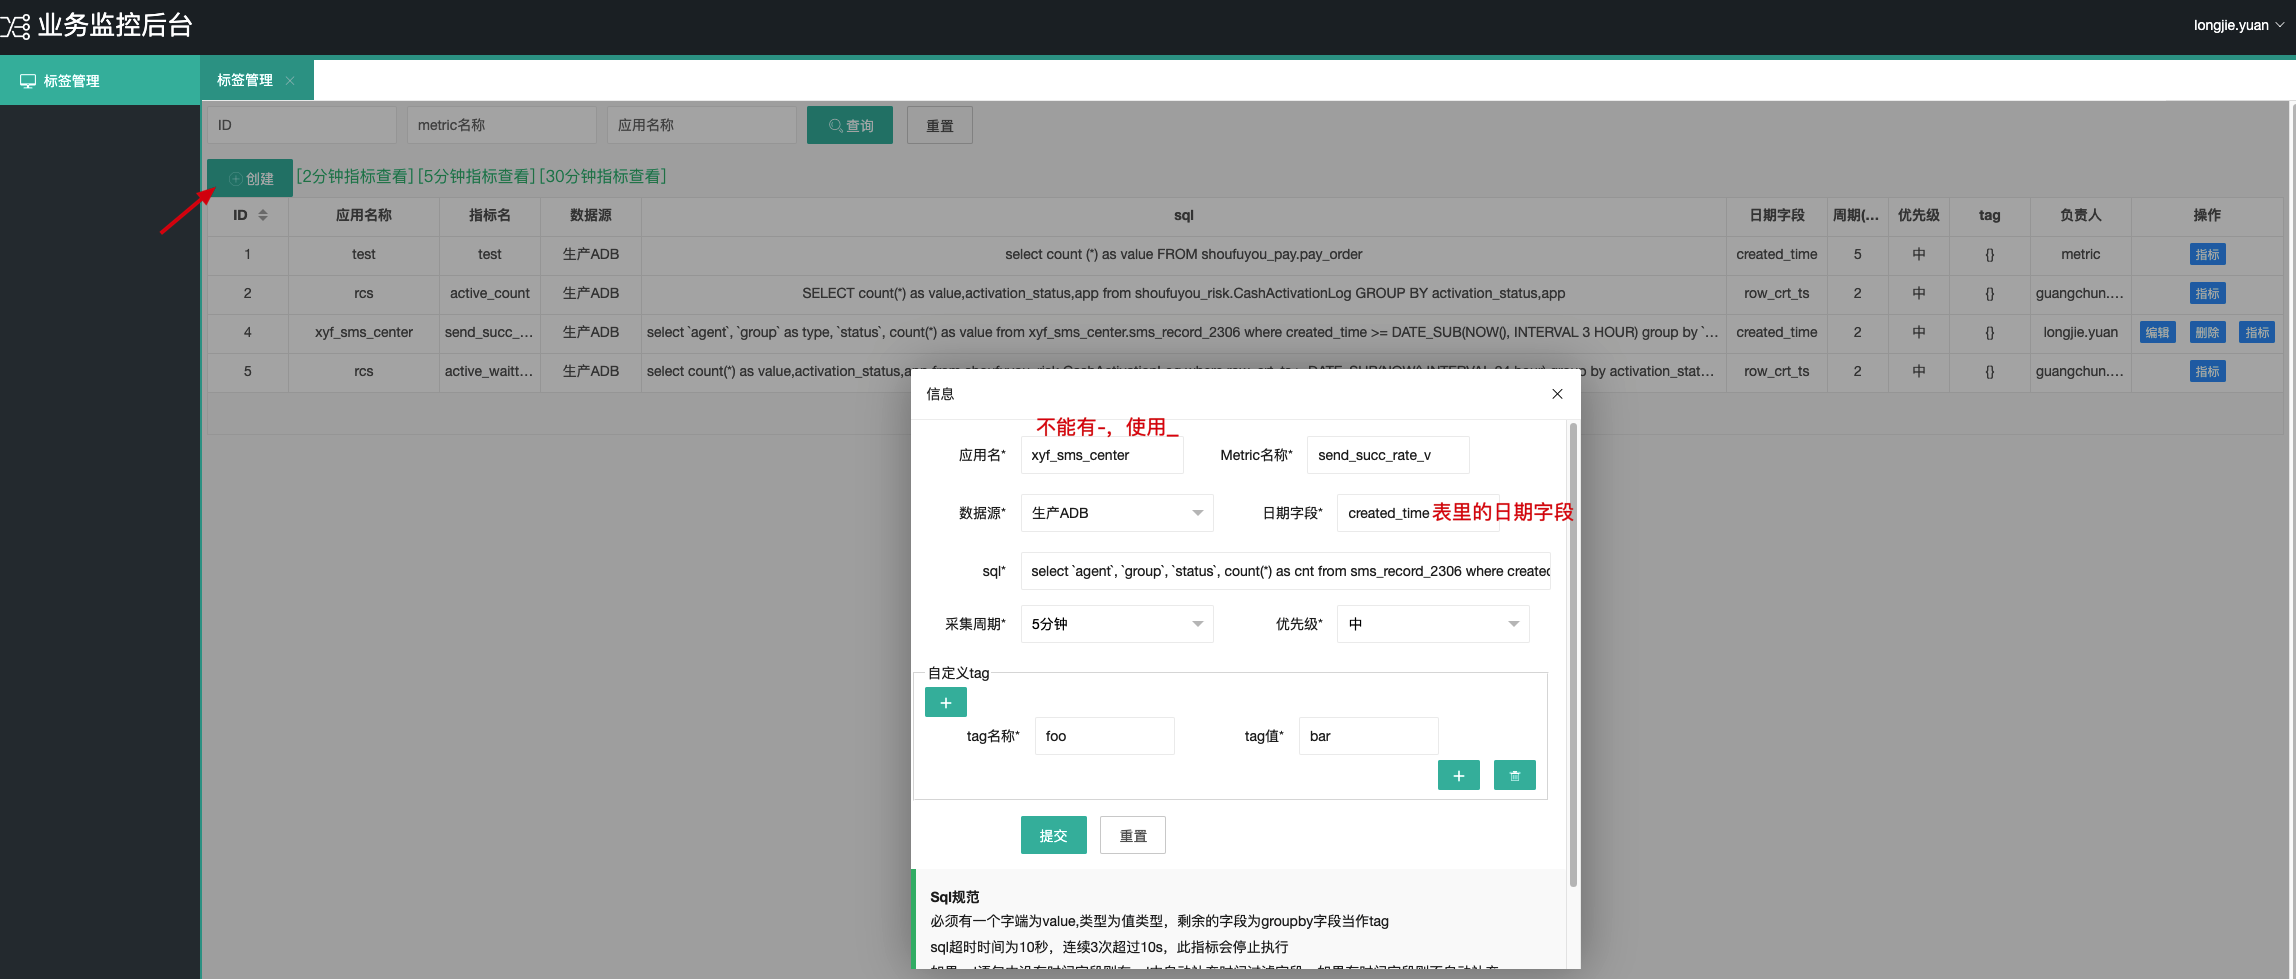 业务监控后台
longjie.yuan
标签管理
标签管理
ID
metric名称
应用名称
查询
重置
创建 [2分钟指标查看] [5分钟指标查看] [30分钟指标查看]
ID 应用名称 指标名 数据源 sql 日期字段 周期(... 优先级 tag 负责人 操作
1 test test 生产ADB select count (*) as value FROM shoufuyou_pay.pay_order created_time 5 中 {} metric 指标
2 rcs active_count 生产ADB SELECT count(*) as value,activation_status,app from shoufuyou_risk.CashActivationLog GROUP BY activation_status,app row_crt_ts 2 中 {} guangchun.... 指标
4 xyf_sms_center send_succ_... 生产ADB select `agent`, `group` as type, `status`, count(*) as value from xyf_sms_center.sms_record_2306 where created_time >= DATE_SUB(NOW(), INTERVAL 3 HOUR) group by `... created_time 2 中 {} longjie.yuan 编辑 删除 指标
5 rcs active_waitt... 生产ADB select count(*) as value,activation_status,app by activation_stat... row_crt_ts 2 中 {} guangchun.... 指标
信息
不能有-，使用_
应用名* xyf_sms_center Metric名称* send_succ_rate_v
数据源* 生产ADB 日期字段* created_time 表里的日期字段
sql* select `agent`, `group`, `status`, count(*) as cnt from sms_record_2306 where created
采集周期* 5分钟 优先级* 中
自定义tag
tag名称* foo tag值* bar
提交 重置
Sql规范
必须有一个字端为value,类型为值类型，剩余的字段为groupby字段当作tag
sql超时时间为10秒，连续3次超过10s，此指标会停止执行